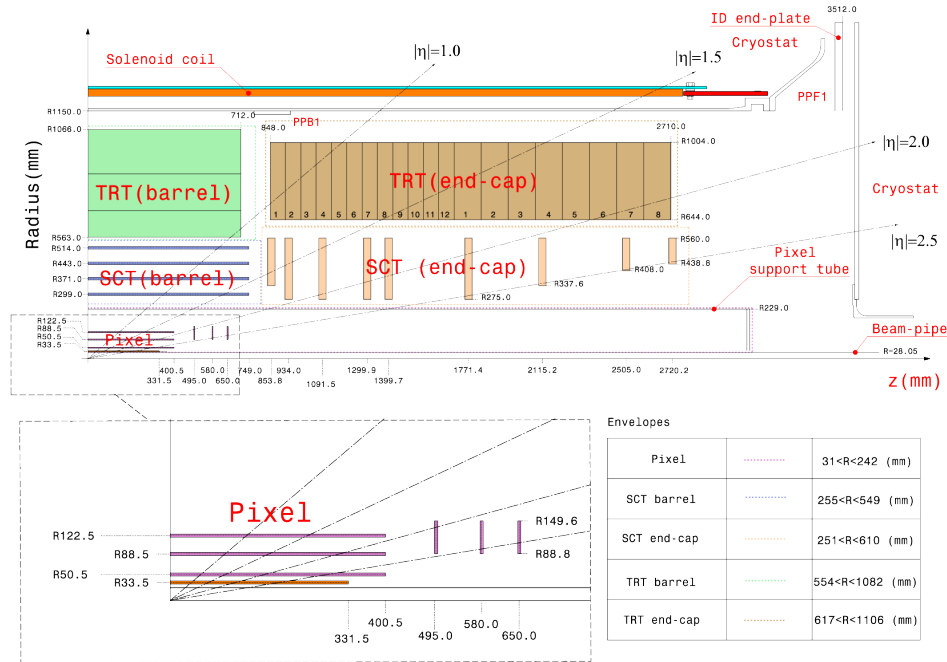 3512.0
ID end-plate
Cryostat
|η|=1.0
|η|=1.5
Solenoid coil
PPF1
R1150.0
712.0
PPB1
848.0
2710.0
R1066.0
R1004.0
|η|=2.0
TRT(barrel)
TRT(end-cap)
Radius(mm)
Cryostat
1 2 3 4 5 6 7 8 9 10 11 12 1 2 3 4 5 6 7 8
R644.0
R563.0
R560.0
|η|=2.5
R514.0
Pixel
support tube
R443.0
SCT(barrel)
SCT (end-cap)
R438.8
R408.0
R371.0
R337.6
R299.0
R275.0
R229.0
R122.5
R88.5
R50.5
R33.5
Pixel
Beam-pipe
R=28.05
400.5
580.0
749.0
934.0
1299.9
1771.4
2115.2
2505.0
2720.2
331.5
495.0
650.0
853.8
1091.5
1399.7
z(mm)
Envelopes
Pixel
31<R<242 (mm)
SCT barrel
255<R<549 (mm)
SCT end-cap
251<R<610 (mm)
TRT barrel
554<R<1082 (mm)
TRT end-cap
617<R<1106 (mm)
Pixel
R149.6
R122.5
R88.5
R88.8
R50.5
R33.5
400.5
580.0
331.5
495.0
650.0